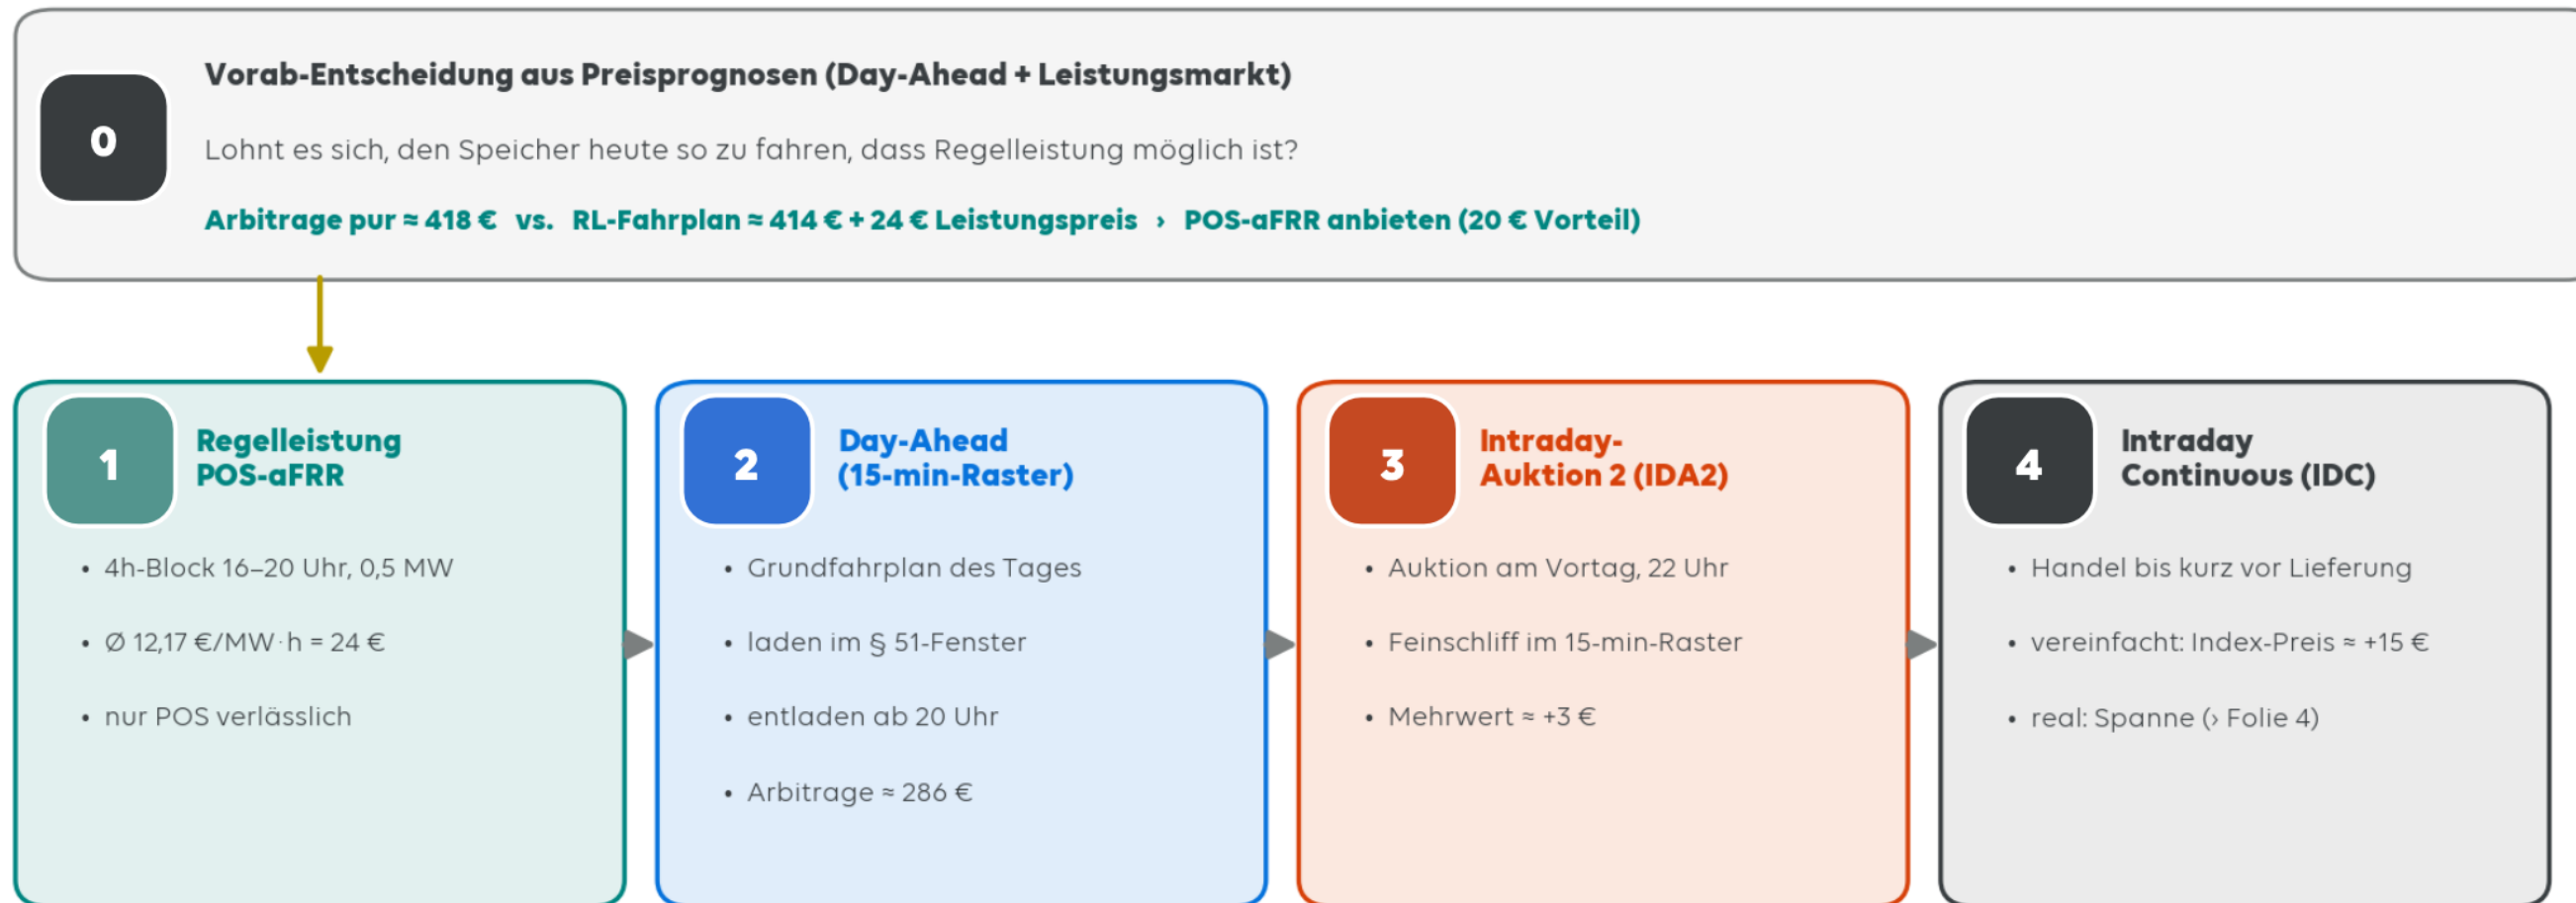 0
Vorab-Entscheidung aus Preisprognosen (Day-Ahead + Leistungsmarkt)
Lohnt es sich, den Speicher heute so zu fahren, dass Regelleistung möglich ist?
Arbitrage pur ≈ 418 € vs. RL-Fahrplan ≈ 414 € + 24 € Leistungspreis › POS-aFRR anbieten (20 € Vorteil)
1
Regelleistung
POS-aFRR
• 4h-Block 16–20 Uhr, 0,5 MW
• Ø 12,17 €/MW·h = 24 €
• nur POS verlässlich
2
Day-Ahead
(15-min-Raster)
• Grundfahrplan des Tages
• laden im § 51-Fenster
• entladen ab 20 Uhr
• Arbitrage ≈ 286 €
3
Intraday-
Auktion 2 (IDA2)
• Auktion am Vortag, 22 Uhr
• Feinschliff im 15-min-Raster
• Mehrwert ≈ +3 €
4
Intraday
Continuous (IDC)
• Handel bis kurz vor Lieferung
• vereinfacht: Index-Preis ≈ +15 €
• real: Spanne (› Folie 4)